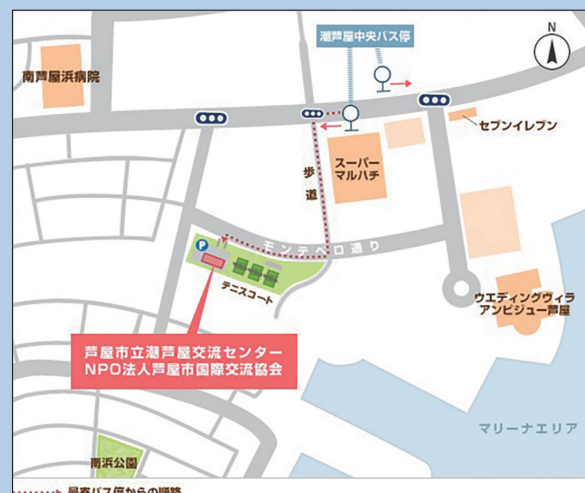 潮芦屋中央バス停
N
南芦屋浜病院
セブンイレブン
スーパー
マルハチ
歩道
モンテベロ通り
P
テニスコート
ウエディングヴィラ
アンビジュー芦屋
芦屋市立潮芦屋交流センター
NPO法人芦屋市国際交流協会
マリーナエリア
南浜公園
最寄バス停からの順路